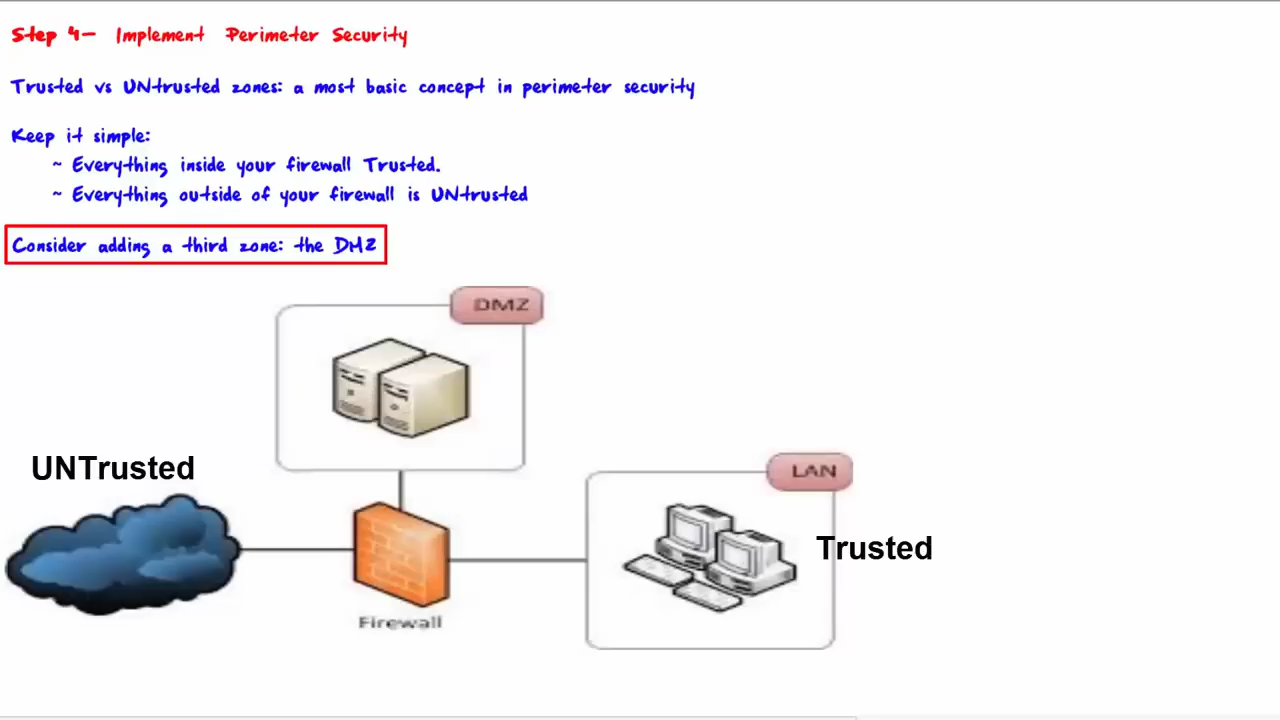 Step 4- Implement Perimeter Security
Trusted vs UNtrusted zones: a most basic concept in perimeter security
Keep it simple:
~ Everything inside your firewall Trusted.
~ Everything outside of your firewall is UNtrusted
Consider adding a third zone: the DMZ
DMZ
UNTrusted
LAN
Trusted
Firewall